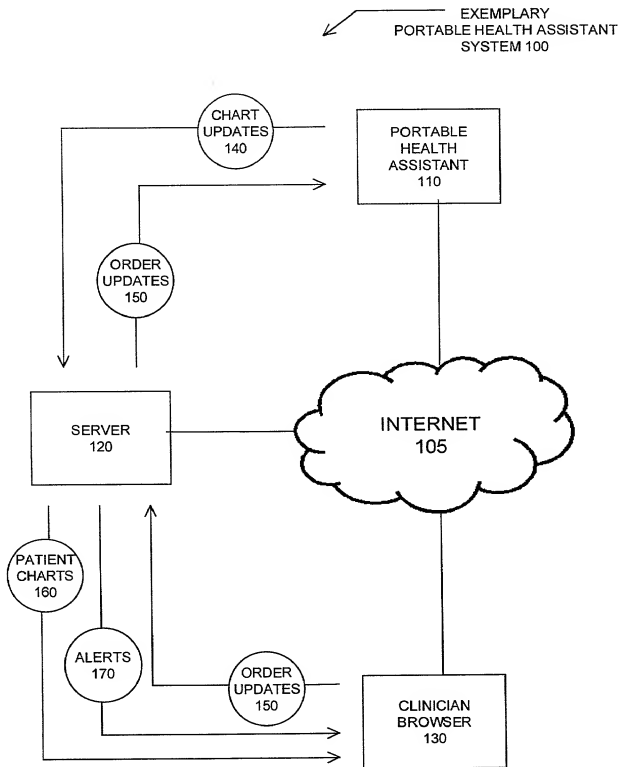 EXEMPLARY
PORTABLE HEALTH ASSISTANT
SYSTEM 100
CHART
UPDATES
140
PORTABLE
HEALTH
ASSISTANT
110
ORDER
UPDATES
150
SERVER
120
INTERNET
105
PATIENT
CHARTS
160
ALERTS
170
ORDER
UPDATES
150
CLINICIAN
BROWSER
130